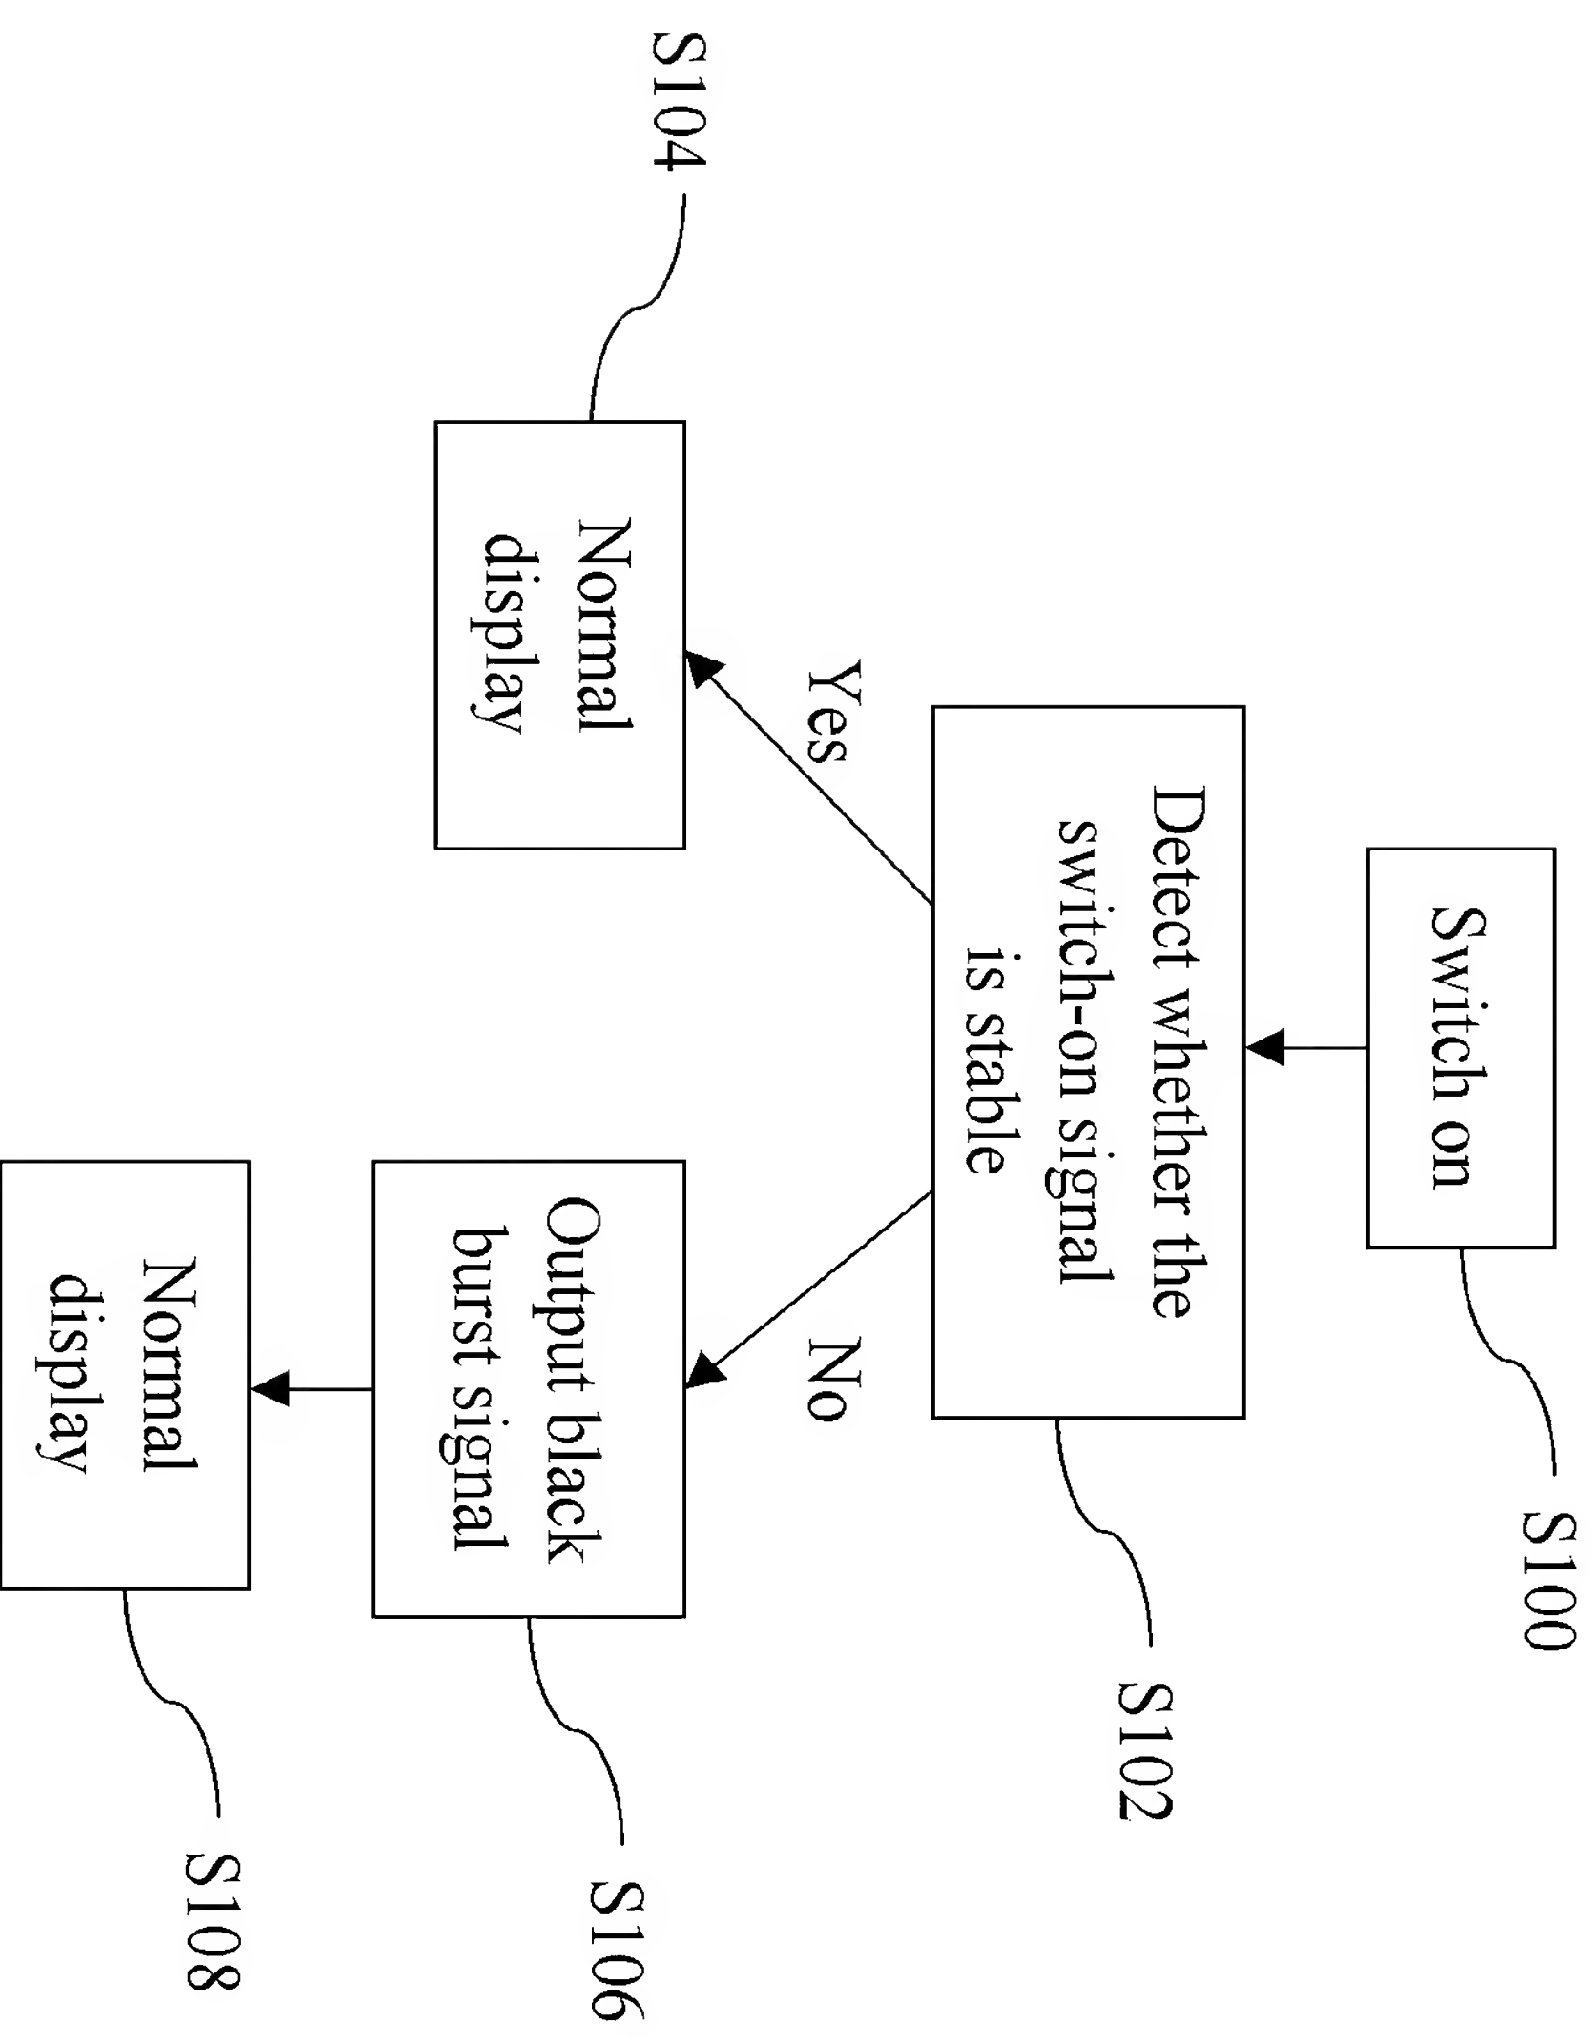 Switch on
S100
Detect whether the
switch-on signal
is stable
S102
Yes
No
S104
Normal
display
Output black
burst signal
S106
Normal
display
S108